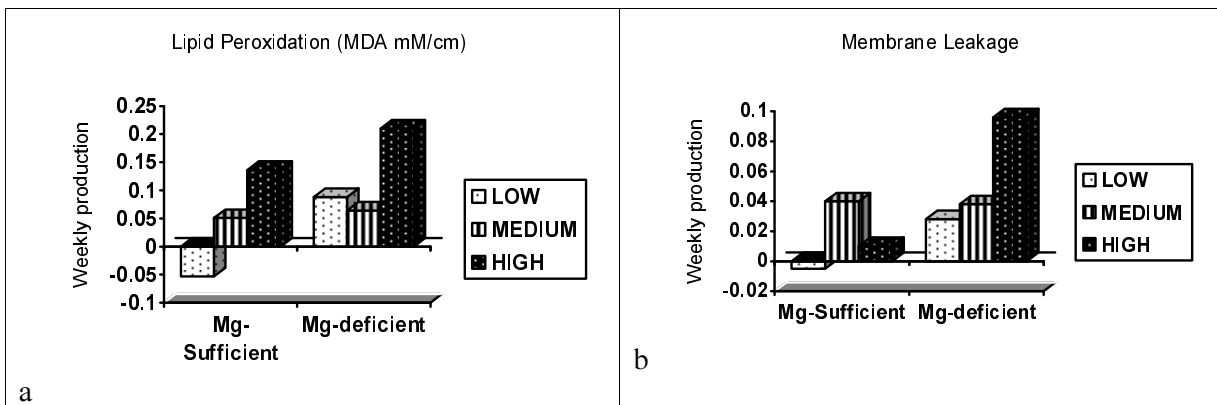 Lipid Peroxidation (MDA mM/cm)
Weekly production
0.25
0.2
0.15
0.1
0.05
0
-0.05
-0.1
Mg-
Sufficient
Mg-deficient
LOW
MEDIUM
HIGH
a
Membrane Leakage
Weekly production
0.1
0.08
0.06
0.04
0.02
0
-0.02
Mg-Sufficient
Mg-deficient
LOW
MEDIUM
HIGH
b